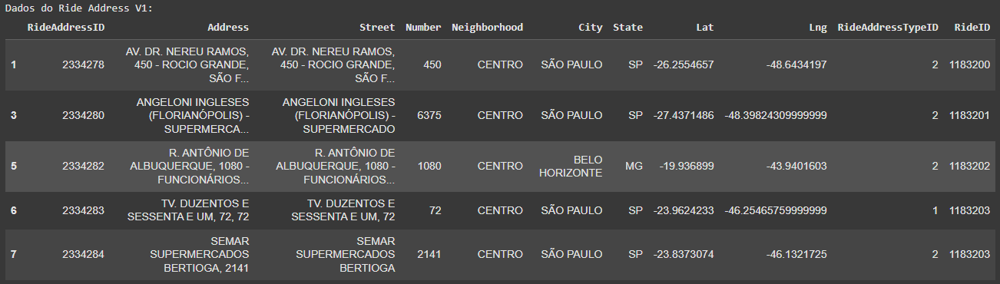 Dados do Ride Address V1:
RideAddressID Address Street Number Neighborhood City State Lat Lng RideAddressTypeID RideID
1 2334278 AV. DR. NEREU RAMOS, 450 - ROCIO GRANDE, SÃO F... AV. DR. NEREU RAMOS, 450 - ROCIO GRANDE, SÃO F... 450 CENTRO SÃO PAULO SP -26.2554657 -48.6434197 2 1183200
3 2334280 ANGELONI INGLESES (FLORIANÓPOLIS) - SUPERMERCA... ANGELONI INGLESES (FLORIANÓPOLIS) - SUPERMERCADO 6375 CENTRO SÃO PAULO SP -27.4371486 -48.39824309999999 2 1183201
5 2334282 R. ANTÔNIO DE ALBUQUERQUE, 1080 - FUNCIONÁRIOS... R. ANTÔNIO DE ALBUQUERQUE, 1080 - FUNCIONÁRIOS... 1080 CENTRO BELO HORIZONTE MG -19.936899 -43.9401603 2 1183202
6 2334283 TV. DUZENTOS E SESSENTA E UM, 72, 72 TV. DUZENTOS E SESSENTA E UM, 72 72 CENTRO SÃO PAULO SP -23.9624233 -46.25465759999999 1 1183203
7 2334284 SEMAR SUPERMERCADOS BERTIOGA, 2141 SEMAR SUPERMERCADOS BERTIOGA 2141 CENTRO SÃO PAULO SP -23.8373074 -46.1321725 2 1183203